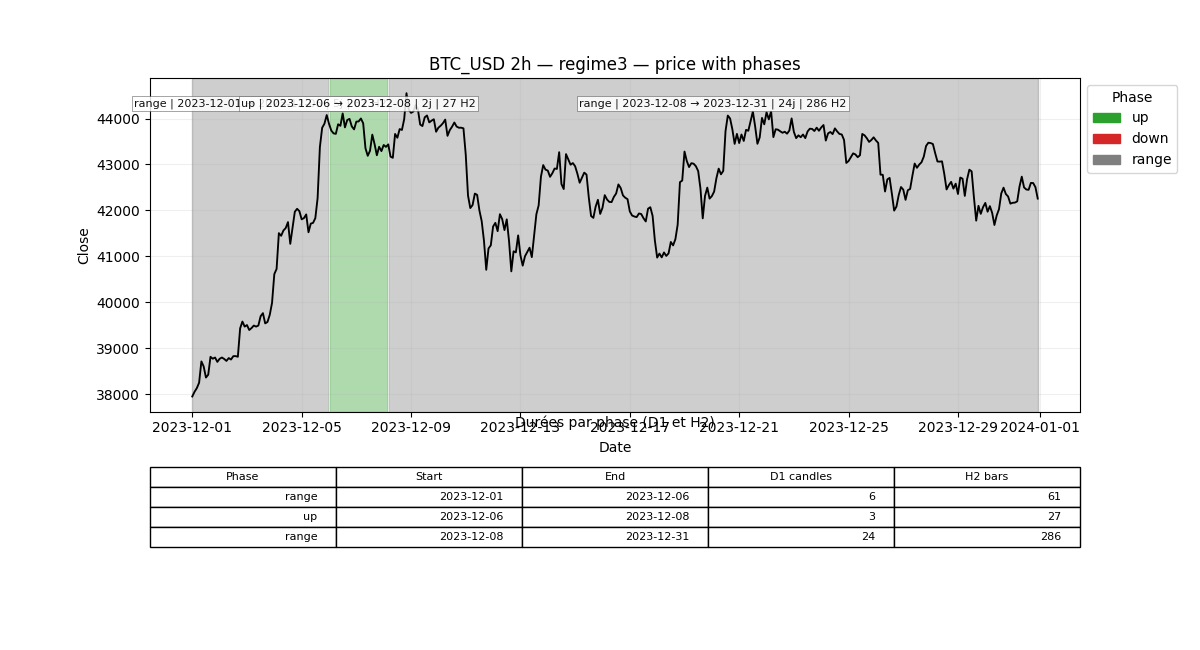 BTC_USD 2h — regime3 — price with phases
range | 2023-12-01
up | 2023-12-06 → 2023-12-08 | 2j | 27 H2
range | 2023-12-08 → 2023-12-31 | 24j | 286 H2
Phase
up
down
range
Close
44000
43000
42000
41000
40000
39000
38000
Durées par phase (D1 et H2)
2023-12-01 2023-12-05 2023-12-09 2023-12-13 2023-12-17 2023-12-21 2023-12-25 2023-12-29 2024-01-01
Date
Phase Start End D1 candles H2 bars
range 2023-12-01 2023-12-06 6 61
up 2023-12-06 2023-12-08 3 27
range 2023-12-08 2023-12-31 24 286